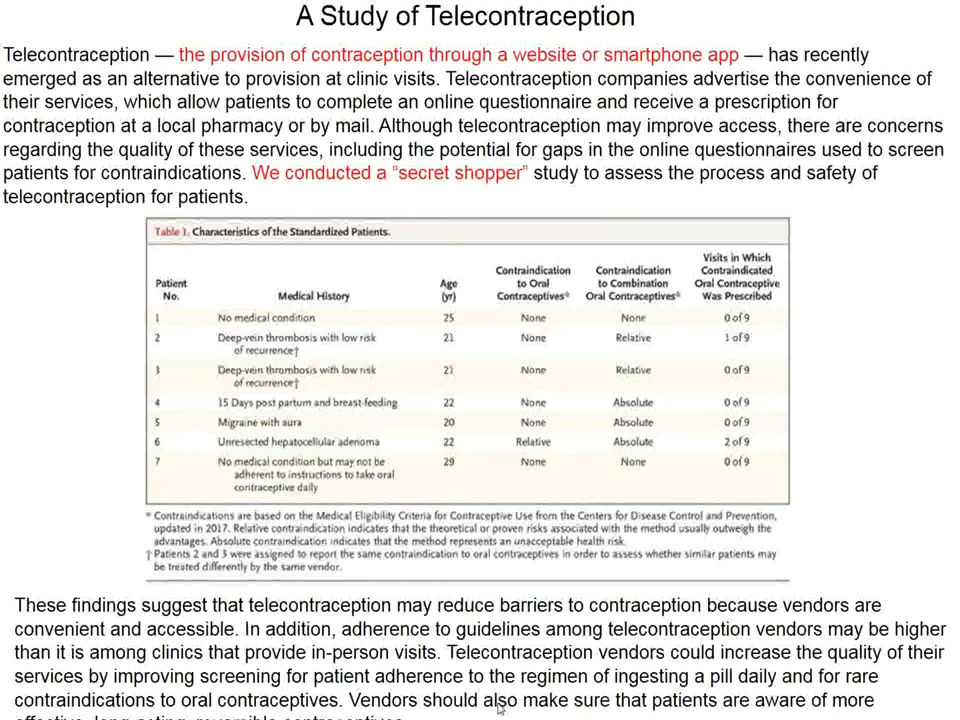 A Study of Telecontraception
Telecontraception — the provision of contraception through a website or smartphone app — has recently
emerged as an alternative to provision at clinic visits. Telecontraception companies advertise the convenience of
their services, which allow patients to complete an online questionnaire and receive a prescription for
contraception at a local pharmacy or by mail. Although telecontraception may improve access, there are concerns
regarding the quality of these services, including the potential for gaps in the online questionnaires used to screen
patients for contraindications. We conducted a “secret shopper” study to assess the process and safety of
telecontraception for patients.
Table 1. Characteristics of the Standardized Patients.
Patient No. Medical History Age (yr) Contraindication to Oral Contraceptives* Contraindication to Combination Oral Contraceptives* Visits in Which Contraindicated Oral Contraceptive Was Prescribed
1 No medical condition 25 None None 0 of 9
2 Deep-vein thrombosis with low risk of recurrence† 21 None Relative 1 of 9
3 Deep-vein thrombosis with low risk of recurrence† 21 None Relative 0 of 9
4 15 Days post partum and breast-feeding 22 None Absolute 0 of 9
5 Migraine with aura 20 None Absolute 0 of 9
6 Unresected hepatocellular adenoma 22 Relative Absolute 2 of 9
7 No medical condition but may not be adherent to instructions to take oral contraceptive daily 29 None None 0 of 9
* Contraindications are based on the Medical Eligibility Criteria for Contraceptive Use from the Centers for Disease Control and Prevention,
updated in 2017. Relative contraindication indicates that the theoretical or proven risks associated with the method usually outweigh the
advantages. Absolute contraindication indicates that the method represents an unacceptable health risk.
† Patients 2 and 3 were assigned to report the same contraindication to oral contraceptives in order to assess whether similar patients may
be treated differently by the same vendor.
These findings suggest that telecontraception may reduce barriers to contraception because vendors are
convenient and accessible. In addition, adherence to guidelines among telecontraception vendors may be higher
than it is among clinics that provide in-person visits. Telecontraception vendors could increase the quality of their
services by improving screening for patient adherence to the regimen of ingesting a pill daily and for rare
contraindications to oral contraceptives. Vendors should also make sure that patients are aware of more